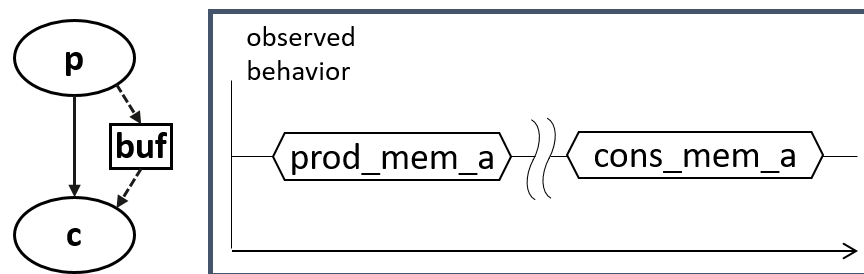 p
buf
c
observed
behavior
prod_mem_a
cons_mem_a